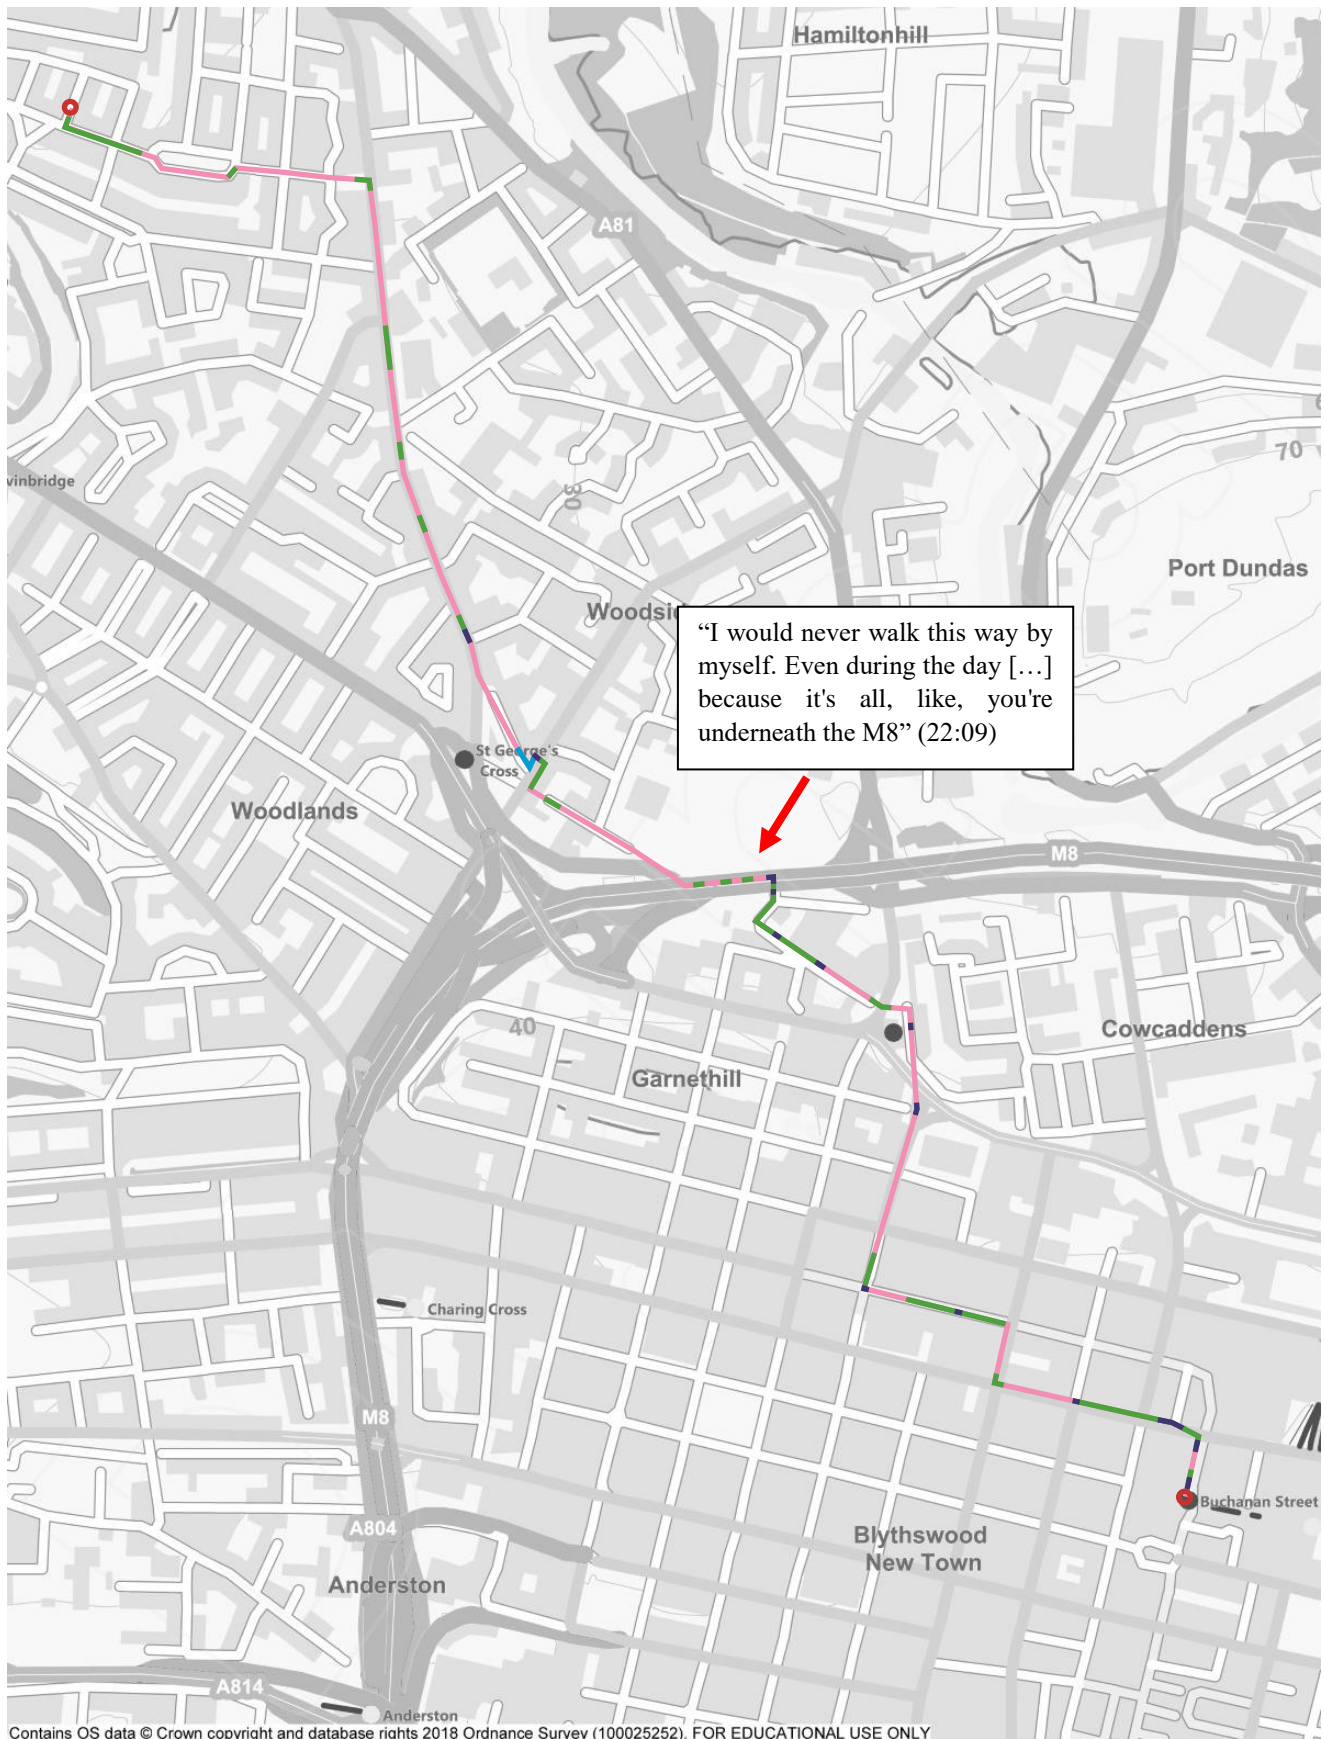 Hamiltonhill
A81
vinbridge
30
70
Port Dundas
Woodsi
“I would never walk this way by
myself. Even during the day […]
because it's all, like, you're
underneath the M8” (22:09)
St George's
Cross
Woodlands
M8
40
Cowcaddens
Garnethill
Charing Cross
M8
Buchanan Street
A804
Blythswood
New Town
Anderston
A814
Anderston
Contains OS data © Crown copyright and database rights 2018 Ordnance Survey (100025252). FOR EDUCATIONAL USE ONLY